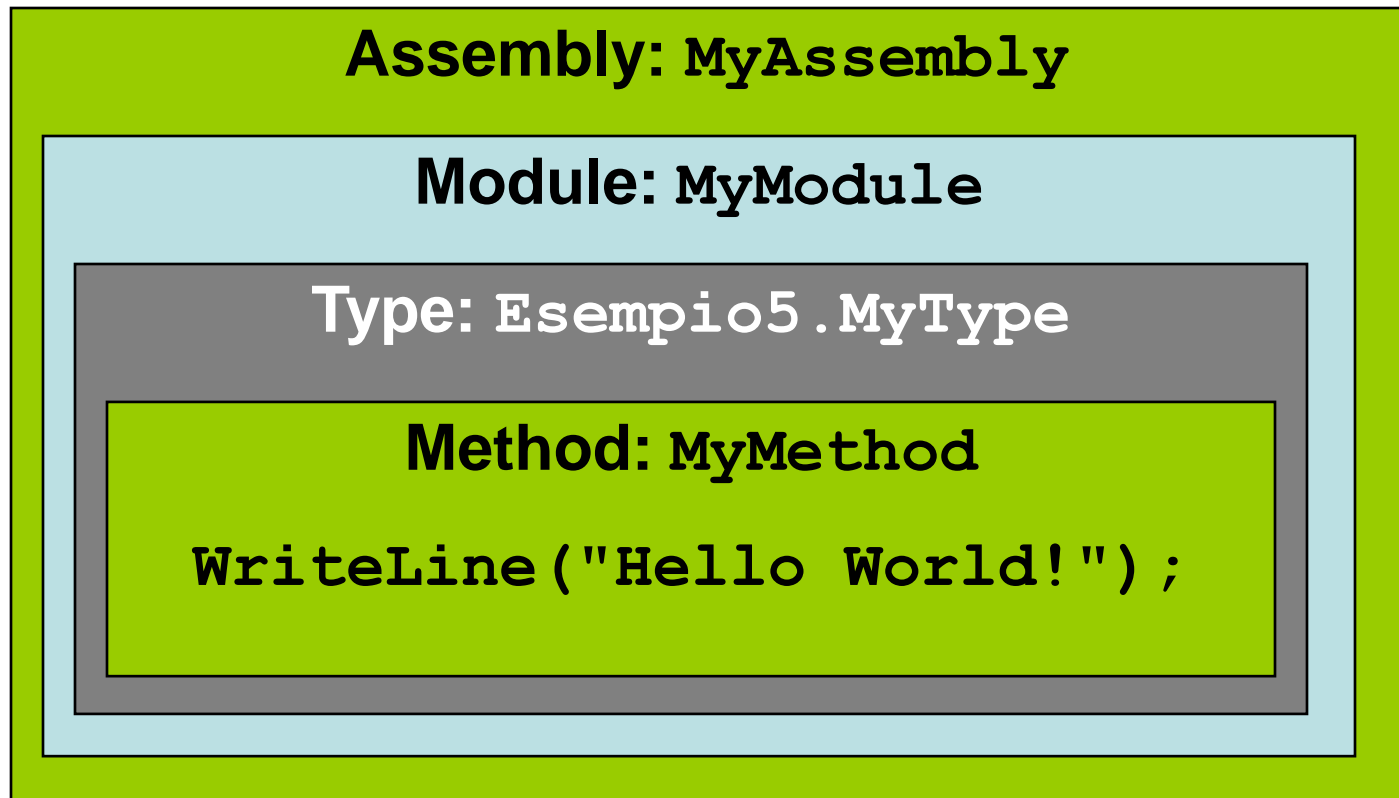 Assembly: MyAssembly
Module: MyModule
Type: Esempio5.MyType
Method: MyMethod
WriteLine("Hello World!");